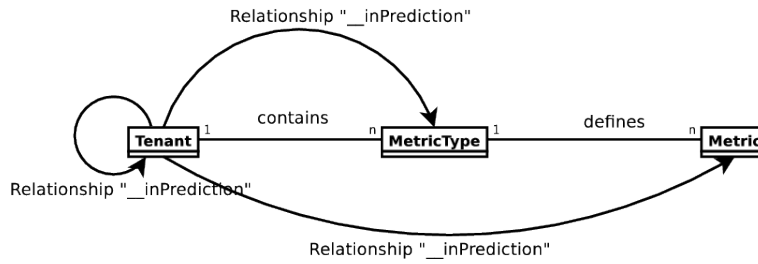 Relationship "__inPrediction"
contains
defines
Tenant
1
n
MetricType
1
n
Metric
Relationship "__inPrediction"
Relationship "__inPrediction"